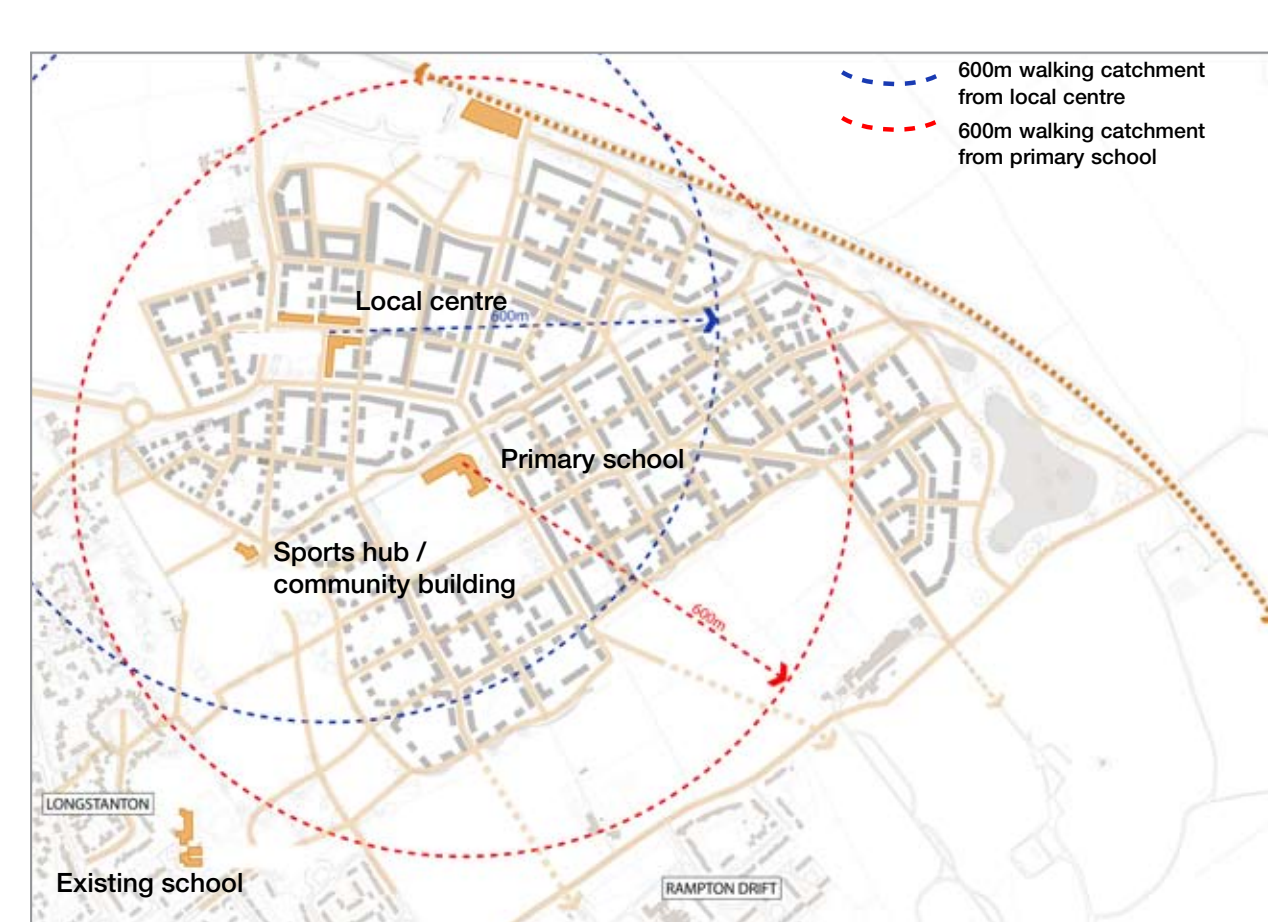 600m walking catchment
from local centre
600m walking catchment
from primary school
Local centre
600m
Primary school
Sports hub /
community building
600m
LONGSTANTON
Existing school
RAMPTON DRIFT